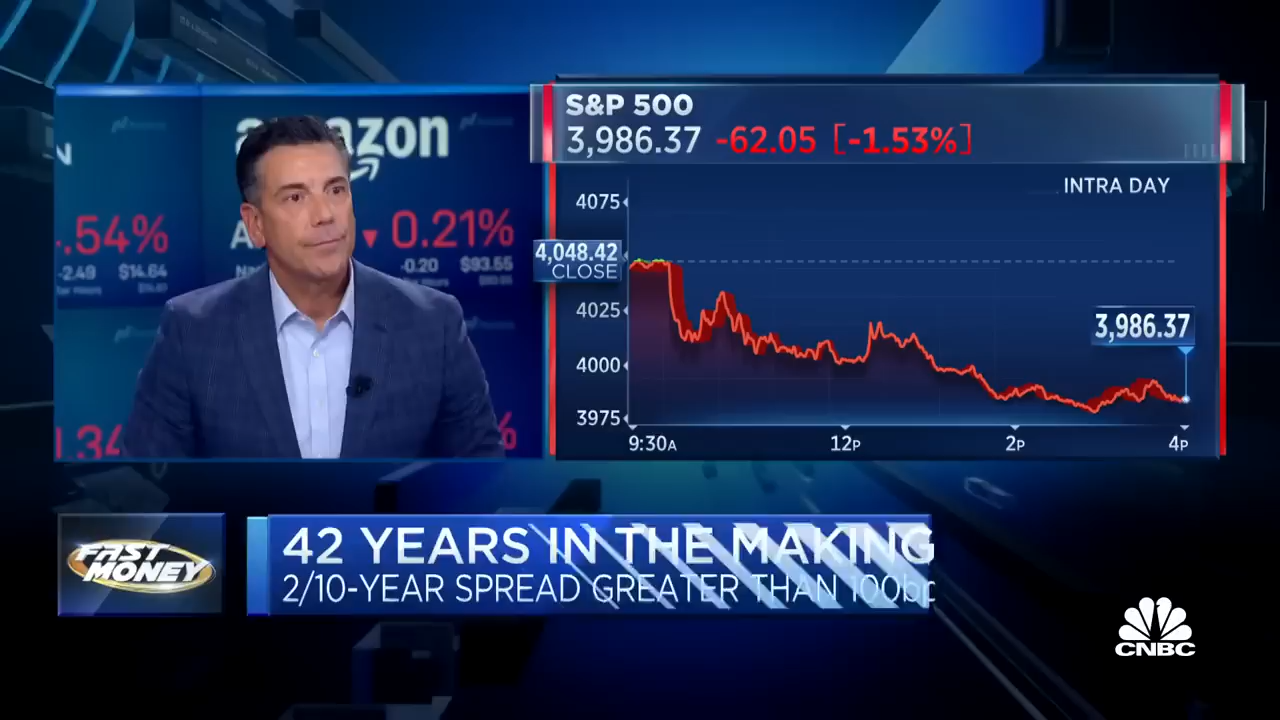 amazon
N
.54%
▼ 0.21%
-2.49 $14.64
-0.20 $93.55
1.34
%
S&P 500
3,986.37 -62.05 [-1.53%]
INTRA DAY
4075
4,048.42
CLOSE
4025
4000
3975
3,986.37
9:30A 12P 2P 4P
FAST
MONEY
42 YEARS IN THE MAKING
2/10-YEAR SPREAD GREATER THAN 100bp
CNBC